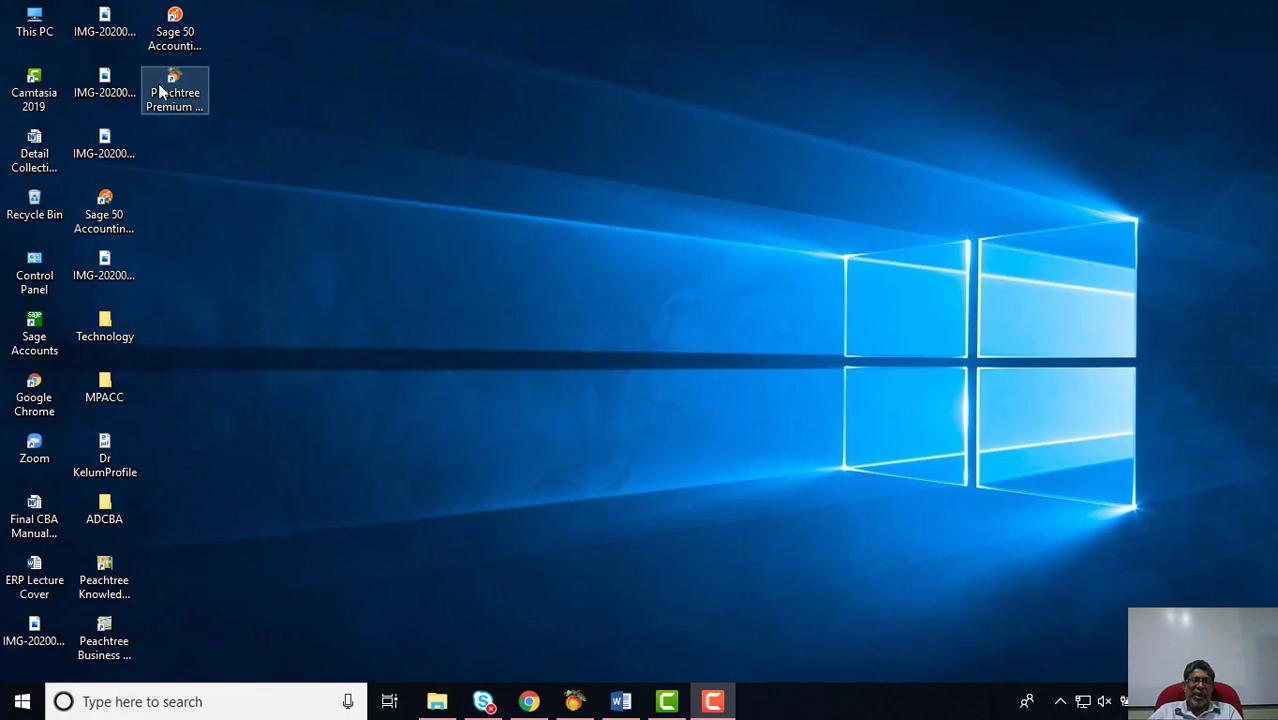 This PC
IMG-20200...
Sage 50
Accounti...
Camtasia
2019
IMG-20200...
Peachtree
Premium ...
Detail
Collecti...
IMG-20200...
Recycle Bin
Sage 50
Accountin...
Control
Panel
IMG-20200...
sage
Sage
Accounts
Technology
Google
Chrome
MPACC
Zoom
Dr
KelumProfile
Final CBA
Manual...
ADCBA
ERP Lecture
Cover
Peachtree
Knowled...
IMG-20200...
Peachtree
Business ...
Type here to search